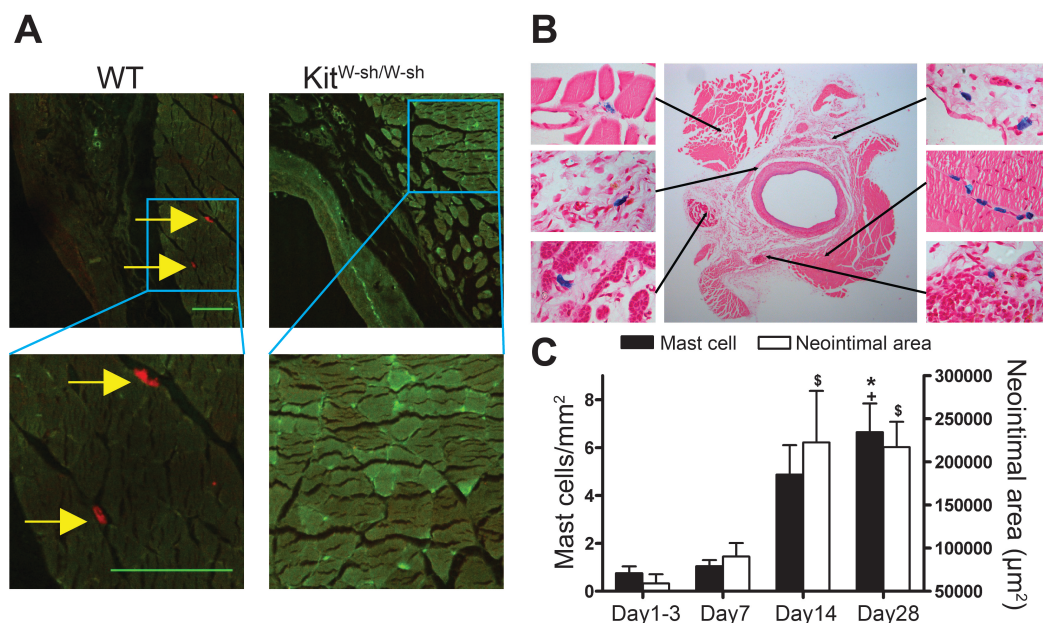 A
WT
Kit^W-sh/W-sh
B
C
Mast cell
Neointimal area
Mast cells/mm²
8
6
4
2
0
$
*
+
$
300000
250000
200000
150000
100000
50000
Neointimal area (µm²)
Day1-3
Day7
Day14
Day28